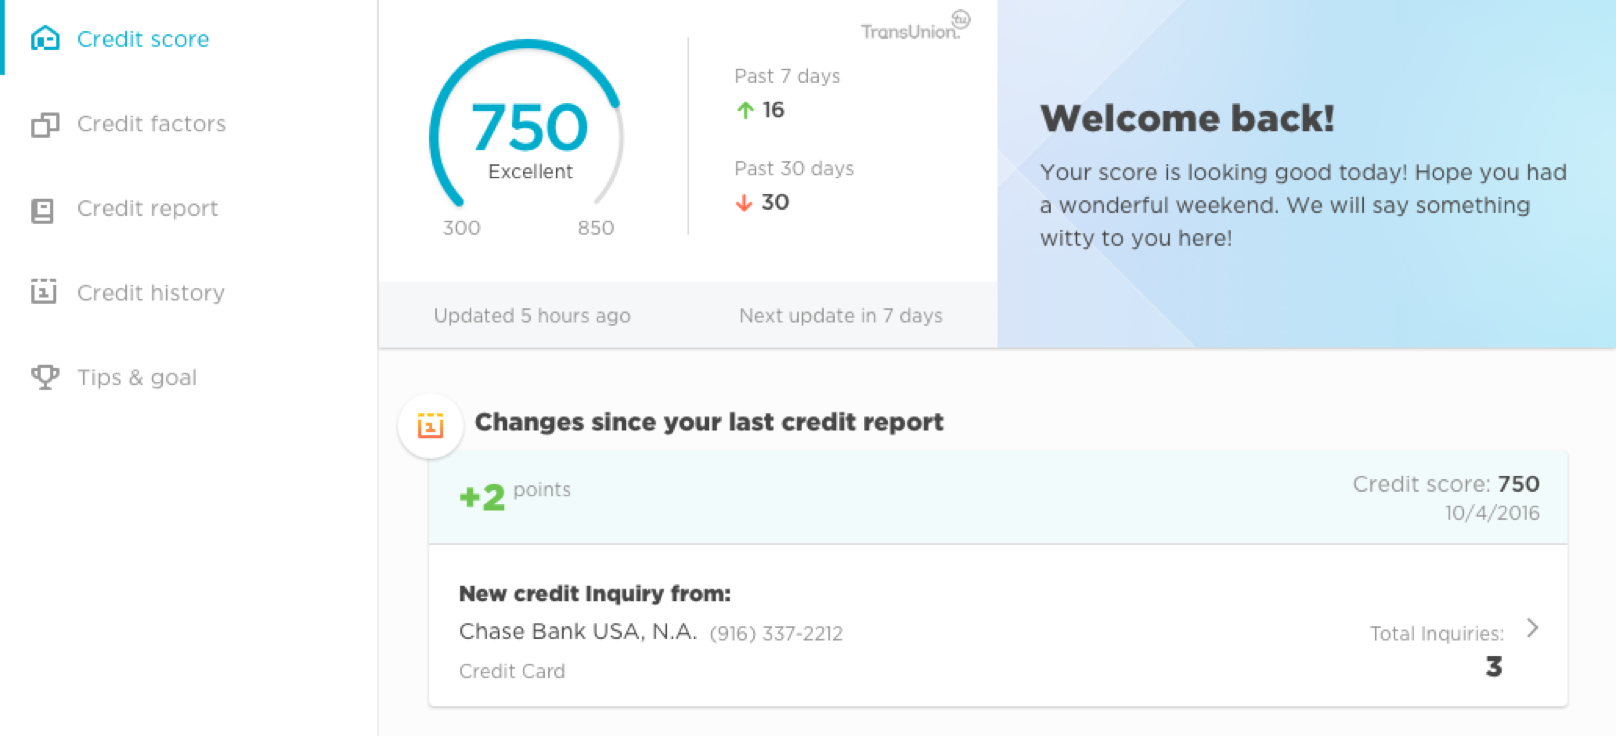 Credit score
Credit factors
Credit report
Credit history
Tips & goal
TransUnion.
tu
750
Excellent
300
850
Past 7 days
16
Past 30 days
30
Updated 5 hours ago
Next update in 7 days
Welcome back!
Your score is looking good today! Hope you had
a wonderful weekend. We will say something
witty to you here!
1
Changes since your last credit report
+2 points
Credit score: 750
10/4/2016
New credit Inquiry from:
Chase Bank USA, N.A. (916) 337-2212
Credit Card
Total Inquiries:
3